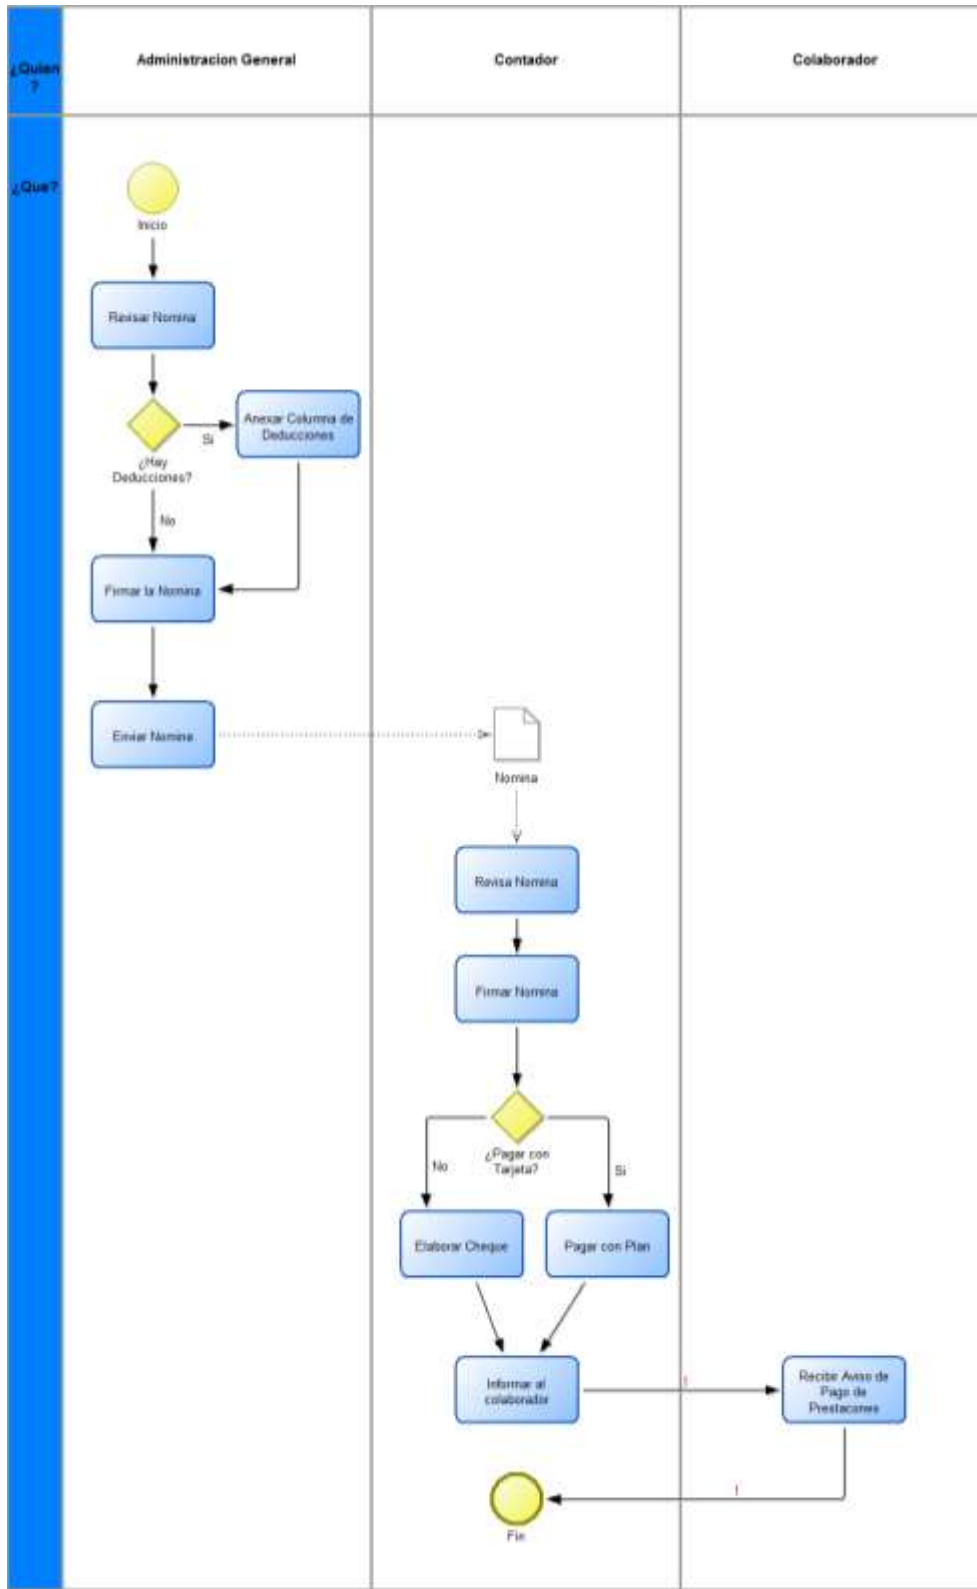 ¿Quien
?
Administracion General
Contador
Colaborador
¿Que?
Inicio
Revisar Nomina
Anexar Columna de
Deducciones
Si
¿Hay
Deducciones?
No
Firmar la Nomina
Enviar Nomina
Nomina
Revisa Nomina
Firmar Nomina
¿Pagar con
Tarjeta?
No
Si
Elaborar Cheque
Pagar con Plan
Informar al
colaborador
!
Recibir Aviso de
Pago de
Prestacones
!
Fin